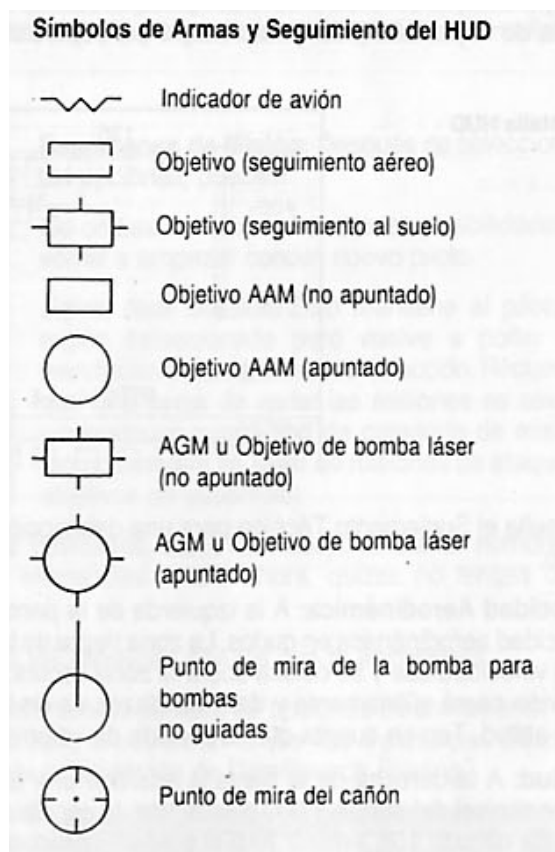 Símbolos de Armas y Seguimiento del HUD
Indicador de avión
Objetivo (seguimiento aéreo)
Objetivo (seguimiento al suelo)
Objetivo AAM (no apuntado)
Objetivo AAM (apuntado)
AGM u Objetivo de bomba láser
(no apuntado)
AGM u Objetivo de bomba láser
(apuntado)
Punto de mira de la bomba para
bombas
no guiadas
Punto de mira del cañón